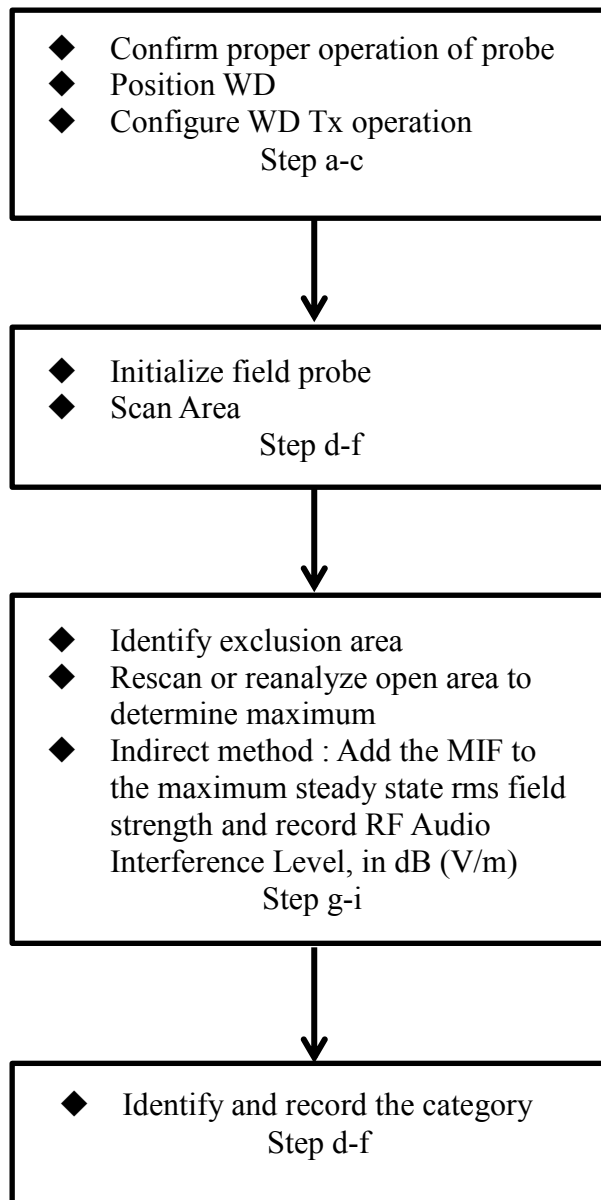 ◆ Confirm proper operation of probe
◆ Position WD
◆ Configure WD Tx operation
Step a-c
◆ Initialize field probe
◆ Scan Area
Step d-f
◆ Identify exclusion area
◆ Rescan or reanalyze open area to
determine maximum
◆ Indirect method : Add the MIF to
the maximum steady state rms field
strength and record RF Audio
Interference Level, in dB (V/m)
Step g-i
◆ Identify and record the category
Step d-f